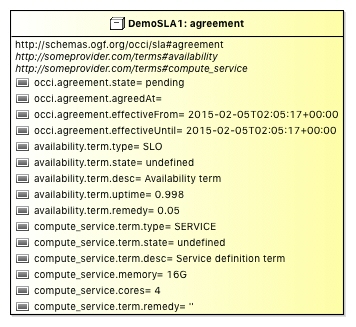 DemoSLA1: agreement
http://schemas.ogf.org/occi/sla#agreement
http://someprovider.com/terms#availability
http://someprovider.com/terms#compute_service
occi.agreement.state= pending
occi.agreement.agreedAt=
occi.agreement.effectiveFrom= 2015-02-05T02:05:17+00:00
occi.agreement.effectiveUntil= 2015-02-05T02:05:17+00:00
availability.term.type= SLO
availability.term.state= undefined
availability.term.desc= Availability term
availability.term.uptime= 0.998
availability.term.remedy= 0.05
compute_service.term.type= SERVICE
compute_service.term.state= undefined
compute_service.term.desc= Service definition term
compute_service.memory= 16G
compute_service.cores= 4
compute_service.term.remedy= ''